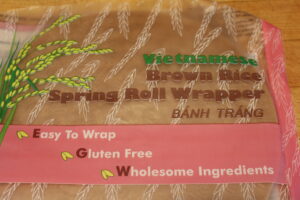 Vietnamese
Brown Rice
Spring Roll Wrapper
BÁNH TRÁNG
Easy To Wrap
Gluten Free
Wholesome Ingredients